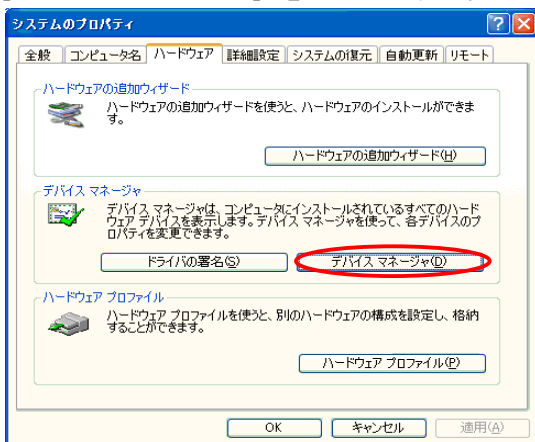 システムのプロパティ
全般 コンピュータ名 ハードウェア 詳細設定 システムの復元 自動更新 リモート
ハードウェアの追加ウィザード
ハードウェアの追加ウィザードを使うと、ハードウェアのインストールができま
す。
ハードウェアの追加ウィザード(H)
デバイス マネージャ
デバイス マネージャは、コンピュータにインストールされているすべてのハード
ウェア デバイスを表示します。デバイス マネージャを使って、各デバイスのプ
ロパティを変更できます。
ドライバの署名(S) デバイス マネージャ(D)
ハードウェア プロファイル
ハードウェア プロファイルを使うと、別のハードウェアの構成を設定し、格納
することができます。
ハードウェア プロファイル(P)
OK キャンセル 適用(A)